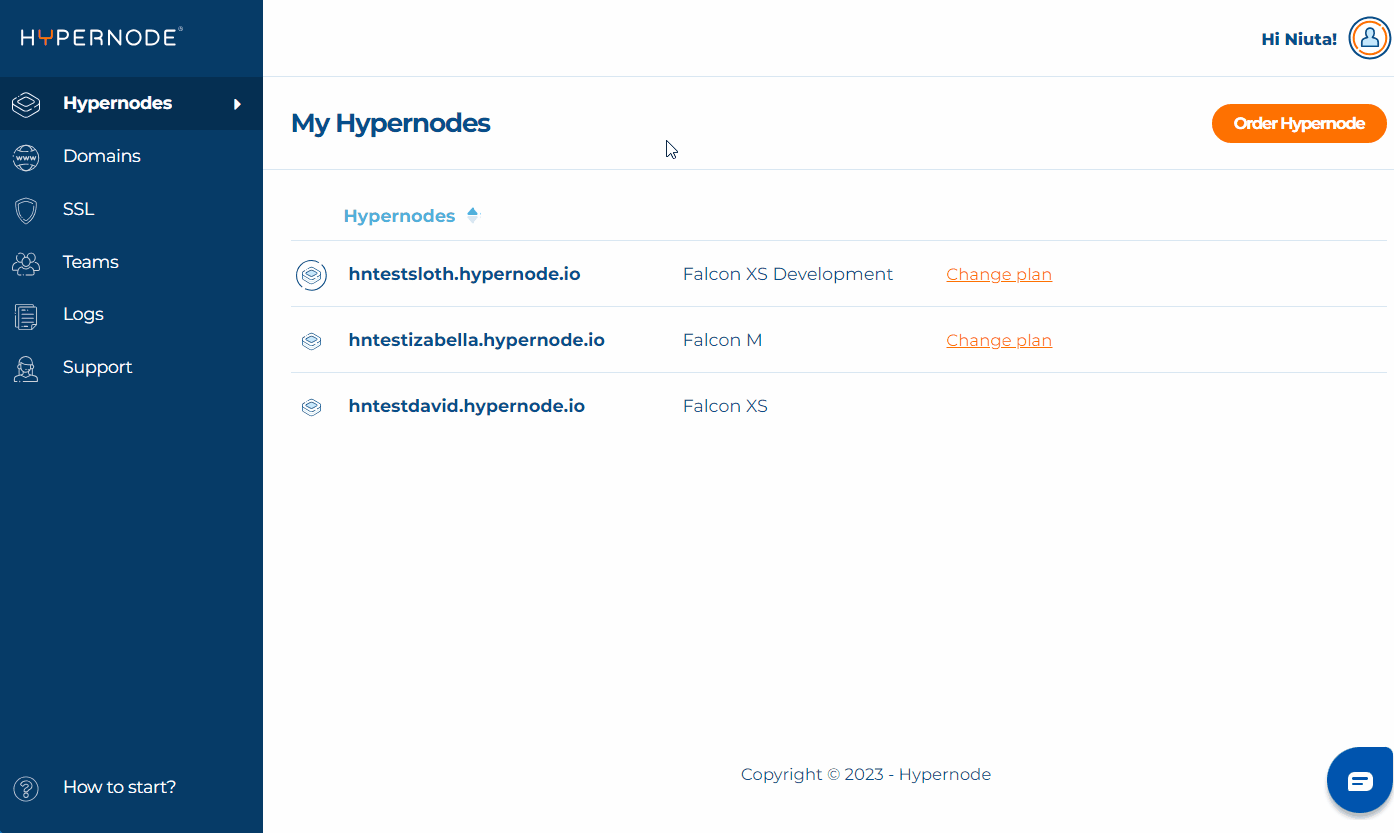 HYPERNODE®
Hi Niuta!
Hypernodes
Domains
SSL
Teams
Logs
Support
How to start?
My Hypernodes
Order Hypernode
Hypernodes
hntestsloth.hypernode.io Falcon XS Development Change plan
hntestizabella.hypernode.io Falcon M Change plan
hntestdavid.hypernode.io Falcon XS
Copyright © 2023 - Hypernode
www
?